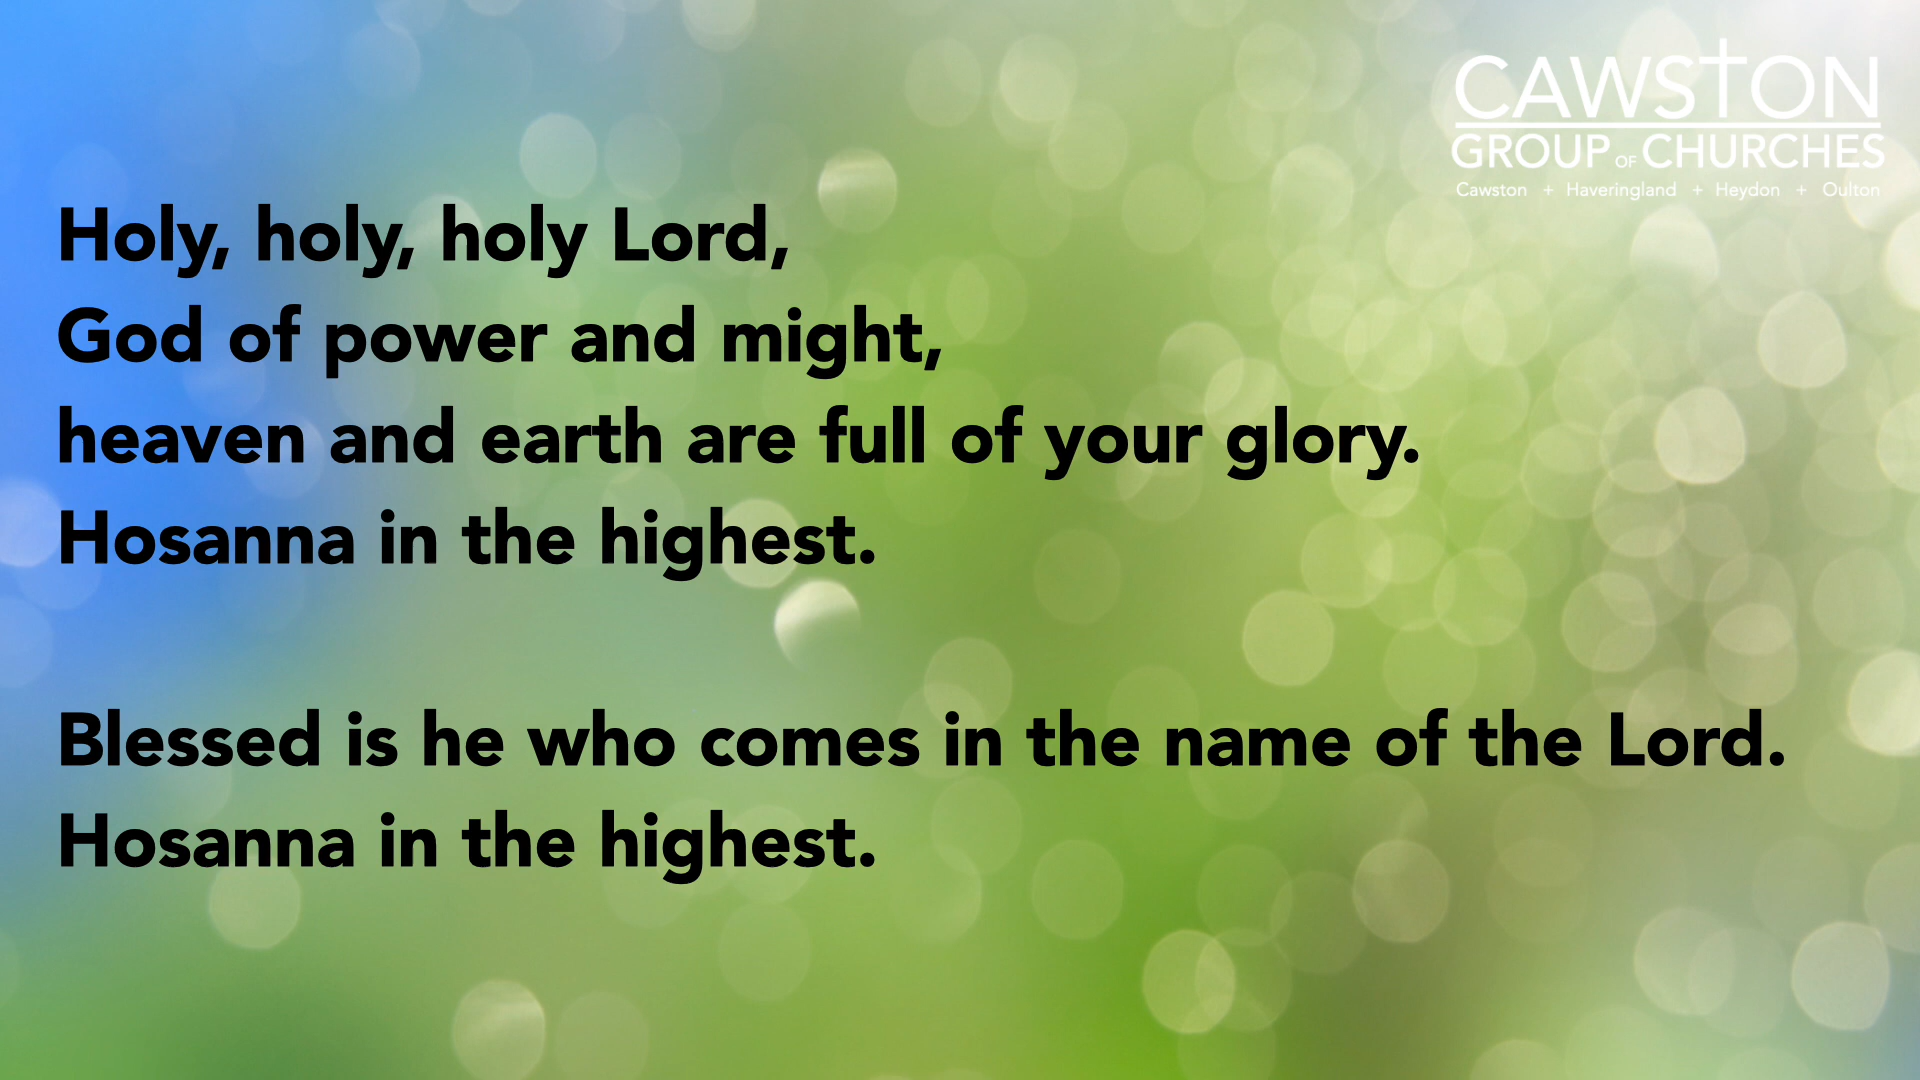 CAWSTON
GROUP OF CHURCHES
Cawston + Haveringland + Heydon + Oulton
Holy, holy, holy Lord,
God of power and might,
heaven and earth are full of your glory.
Hosanna in the highest.
Blessed is he who comes in the name of the Lord.
Hosanna in the highest.